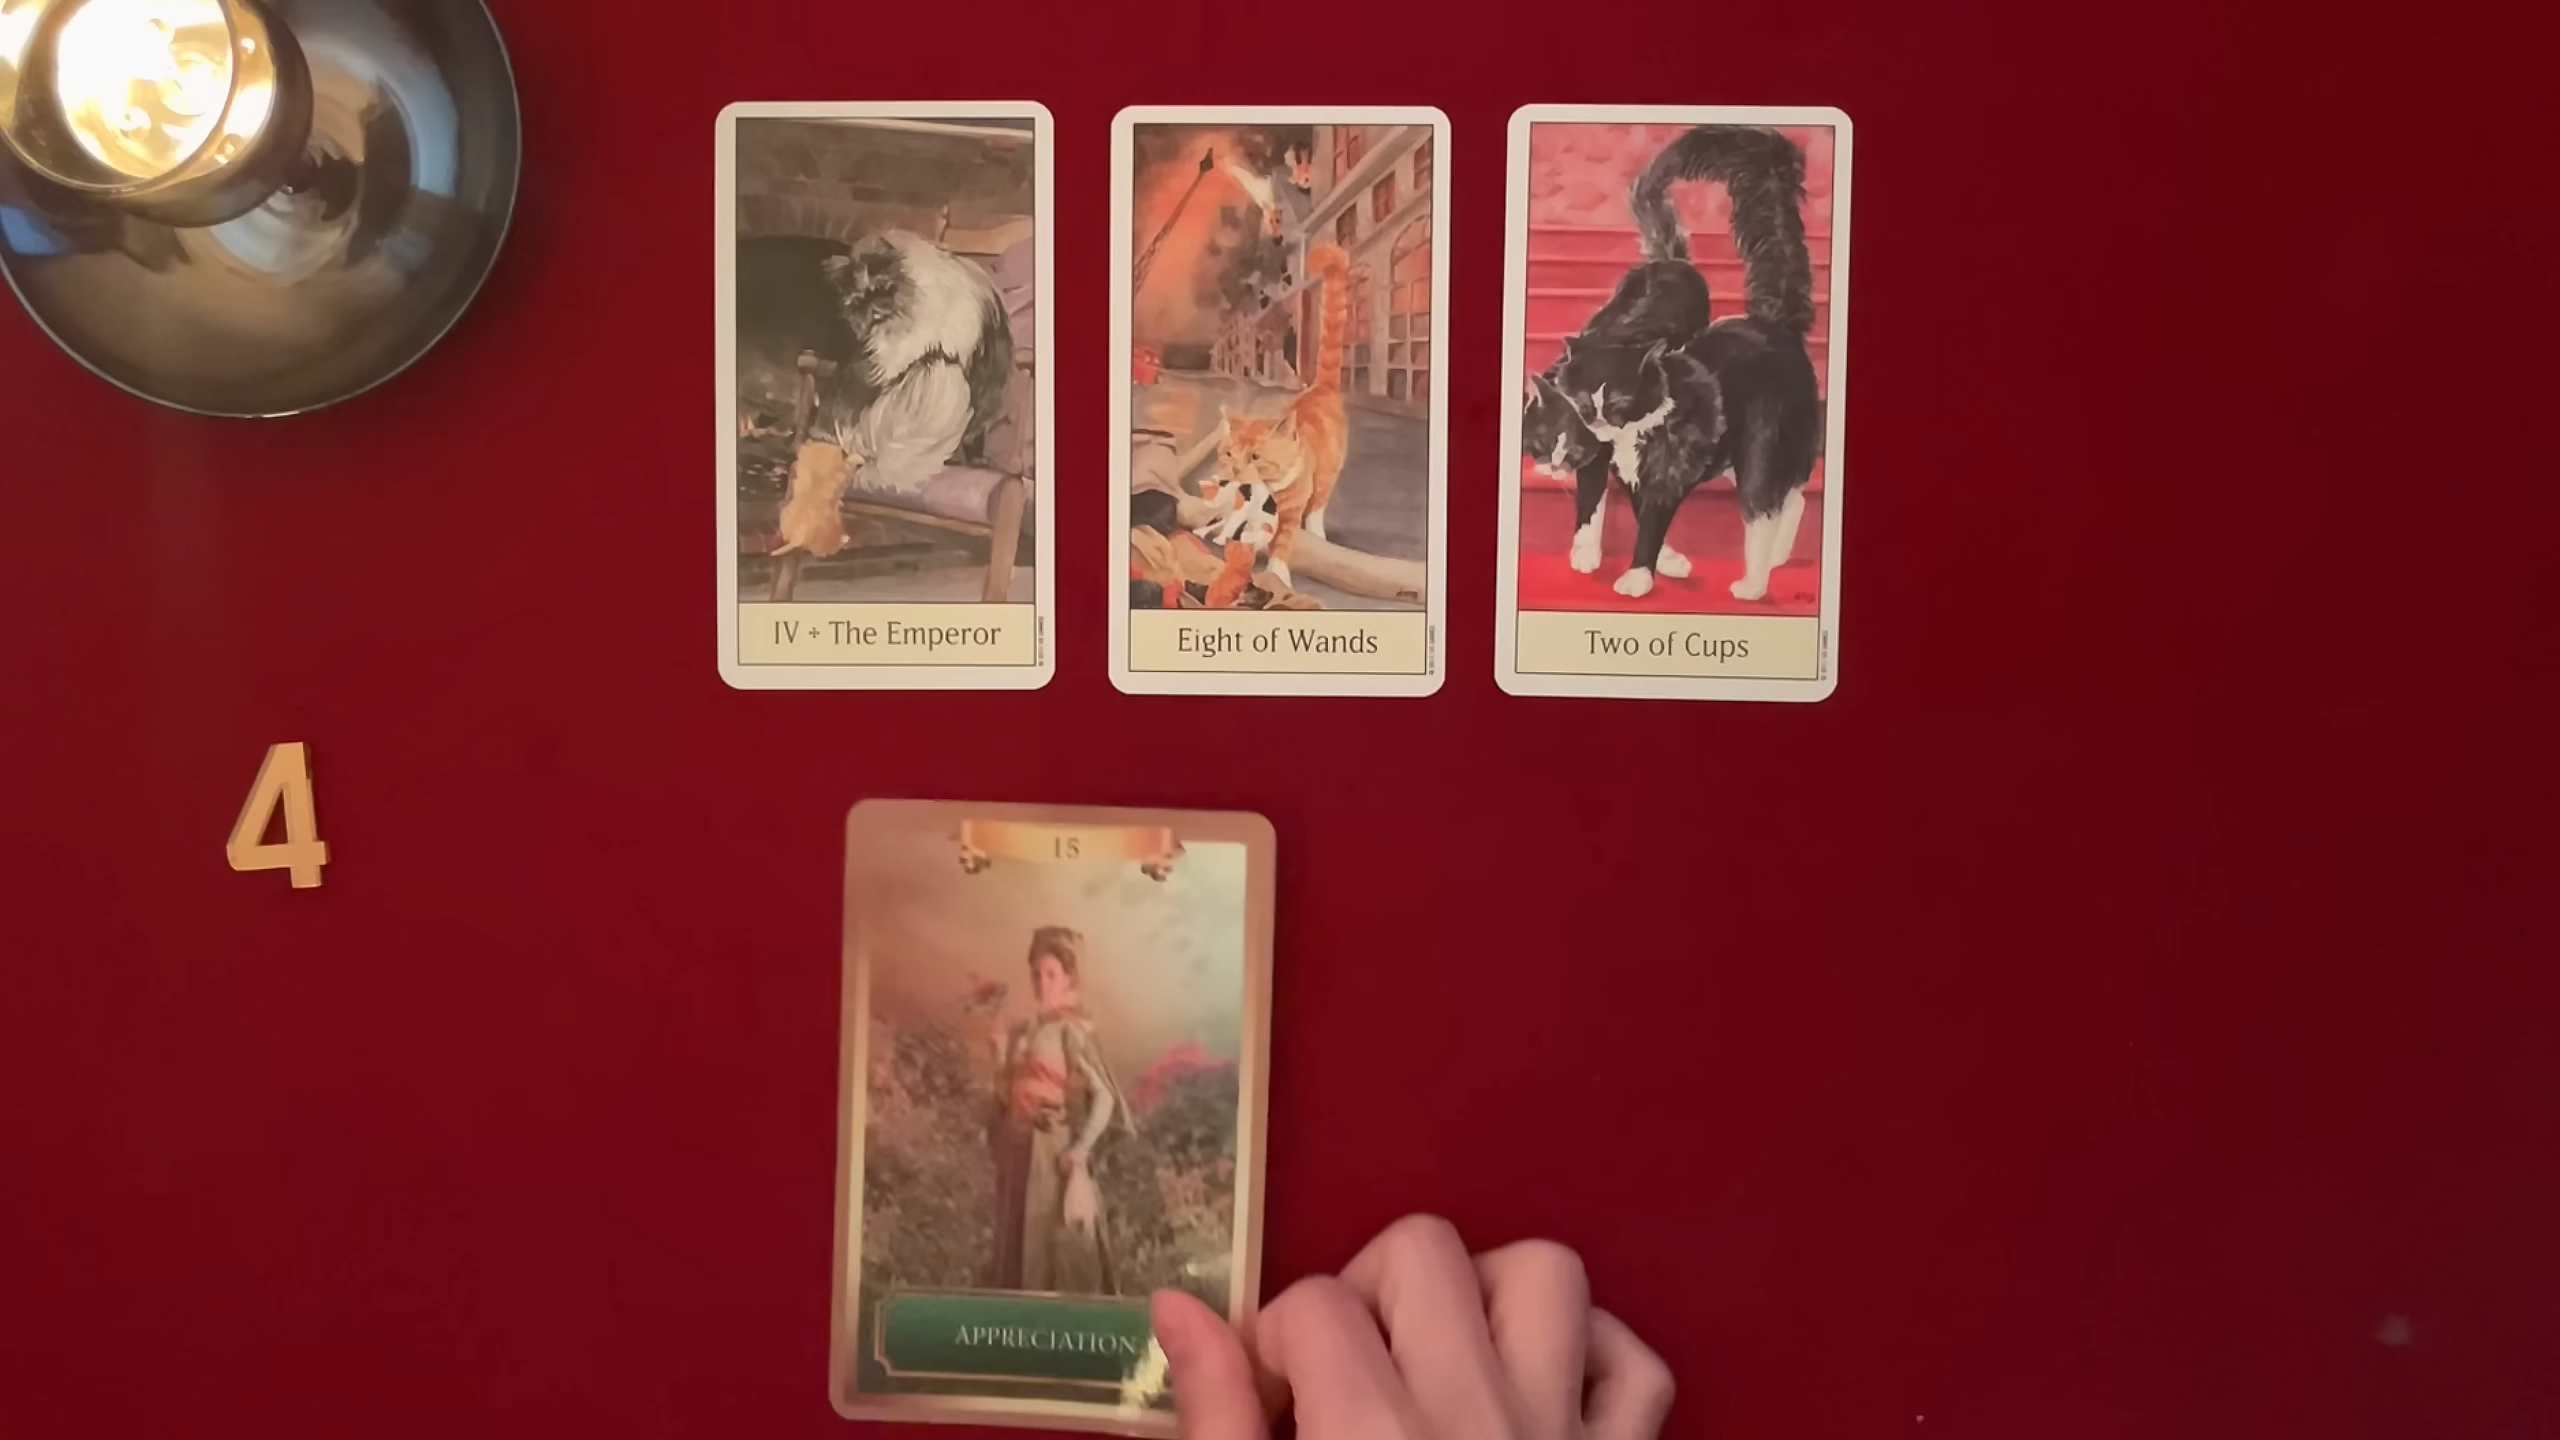 IV + The Emperor
Eight of Wands
Two of Cups
4
15
APPRECIATION